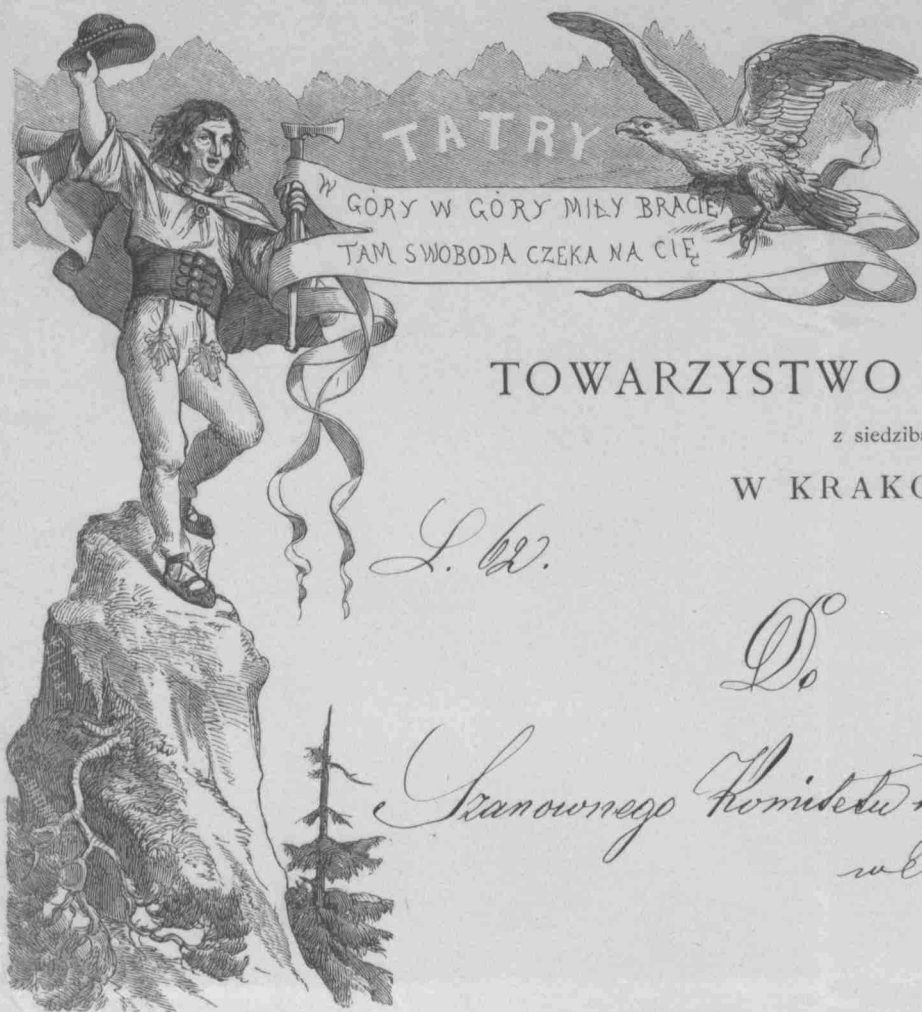 TATRY
W GÓRY W GÓRY MIŁY BRACIE
TAM SWOBODA CZEKA NA CIĘ
TOWARZYSTWO
z siedzibą
W KRAKO
L. 62.
Do
Szanownego Komitetu